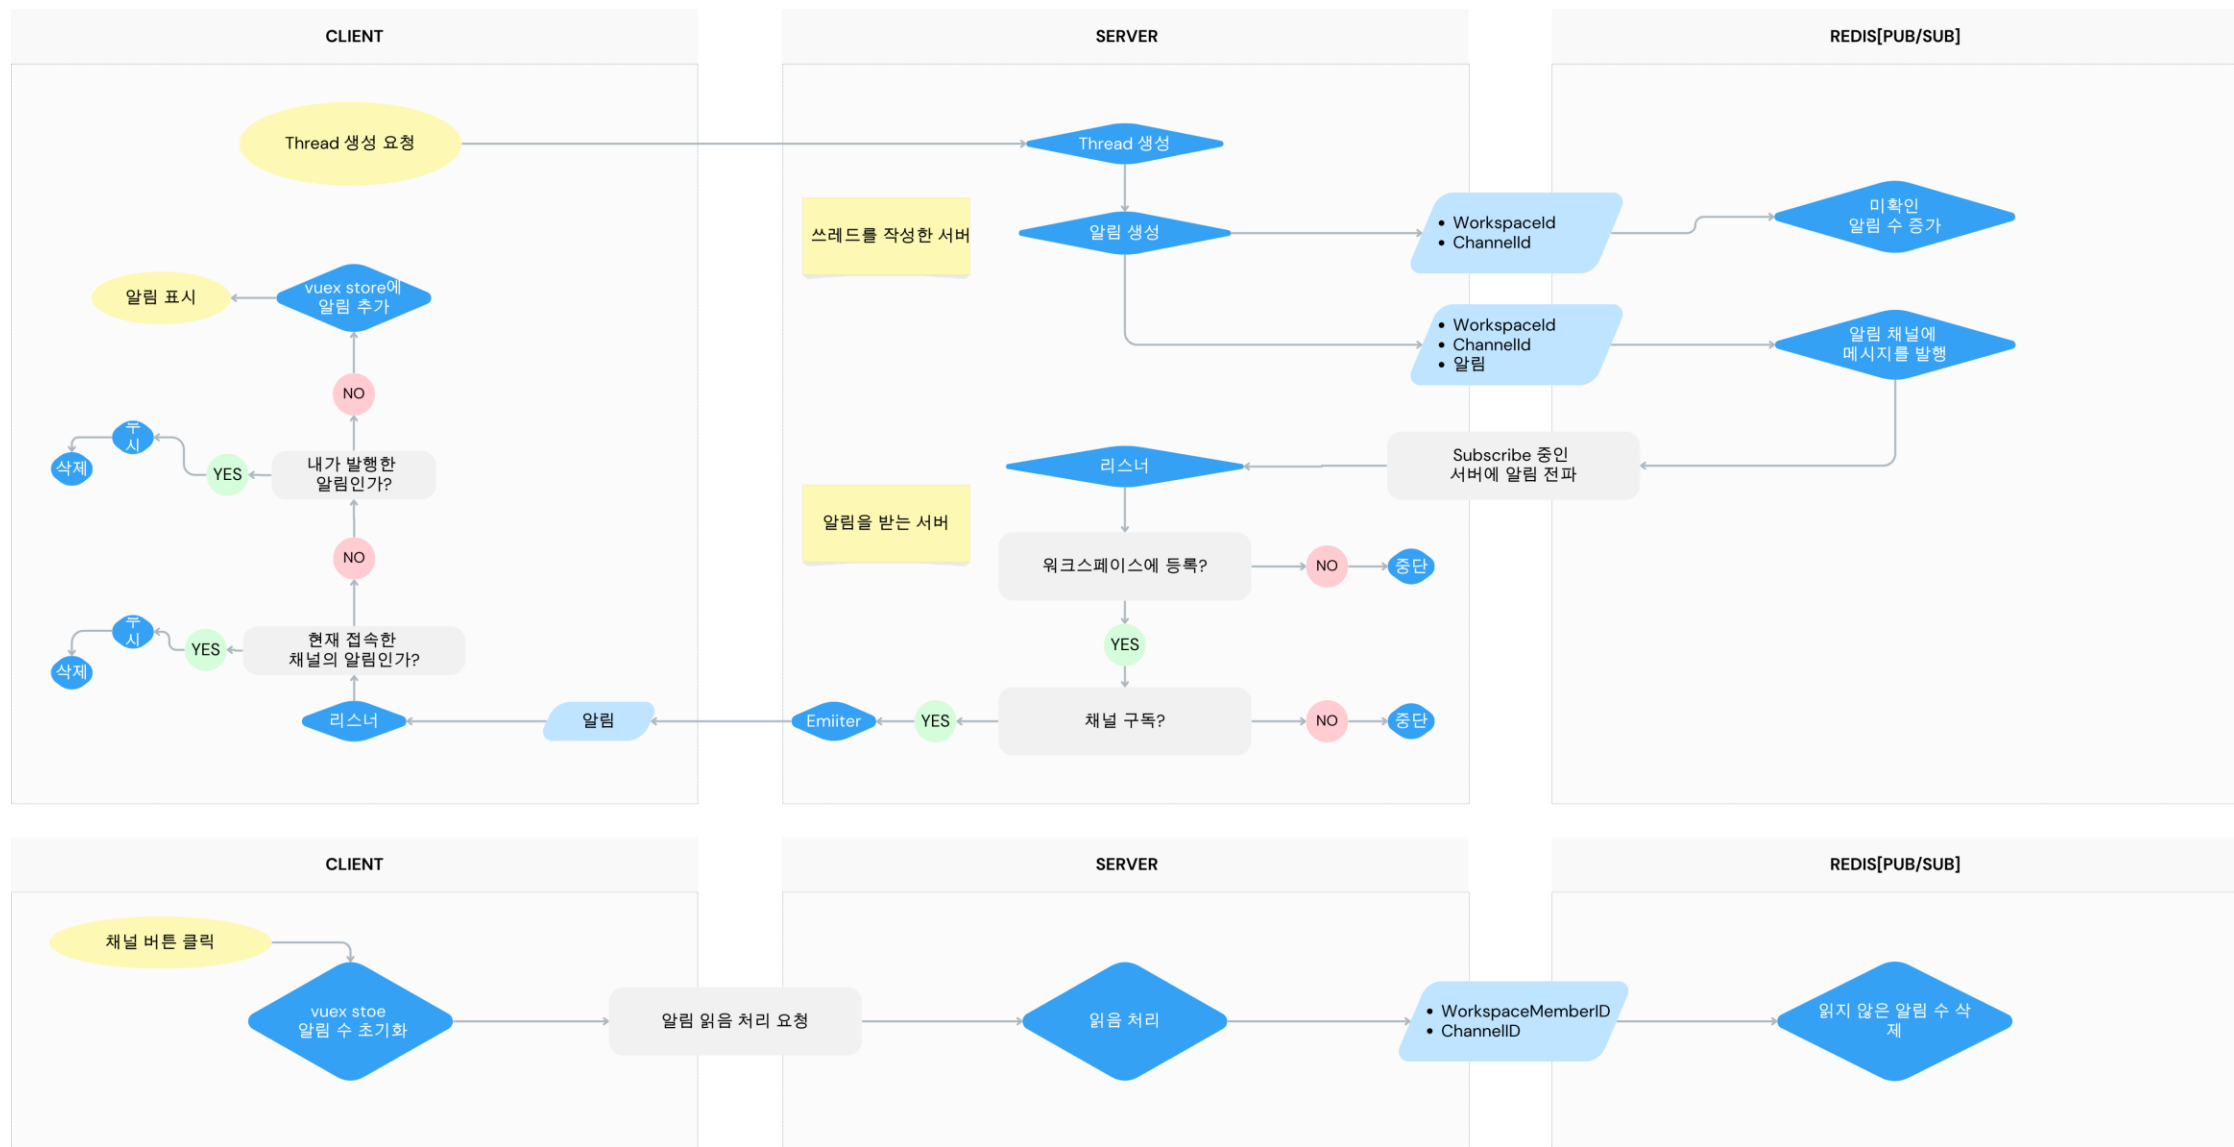 CLIENT
SERVER
REDIS[PUB/SUB]
Thread 생성 요청
Thread 생성
쓰레드를 작성한 서버
알림 생성
• WorkspaceId
• ChannelId
미확인
알림 수 증가
알림 표시
vuex store에
알림 추가
• WorkspaceId
• ChannelId
• 알림
알림 채널에
메시지를 발행
NO
무
시
삭제
YES
내가 발행한
알림인가?
리스너
Subscribe 중인
서버에 알림 전파
알림을 받는 서버
NO
워크스페이스에 등록?
NO
중단
무
시
삭제
YES
현재 접속한
채널의 알림인가?
YES
리스너
알림
Emiiter
YES
채널 구독?
NO
중단
CLIENT
SERVER
REDIS[PUB/SUB]
채널 버튼 클릭
vuex stoe
알림 수 초기화
알림 읽음 처리 요청
읽음 처리
• WorkspaceMemberID
• ChannelID
읽지 않은 알림 수 삭
제